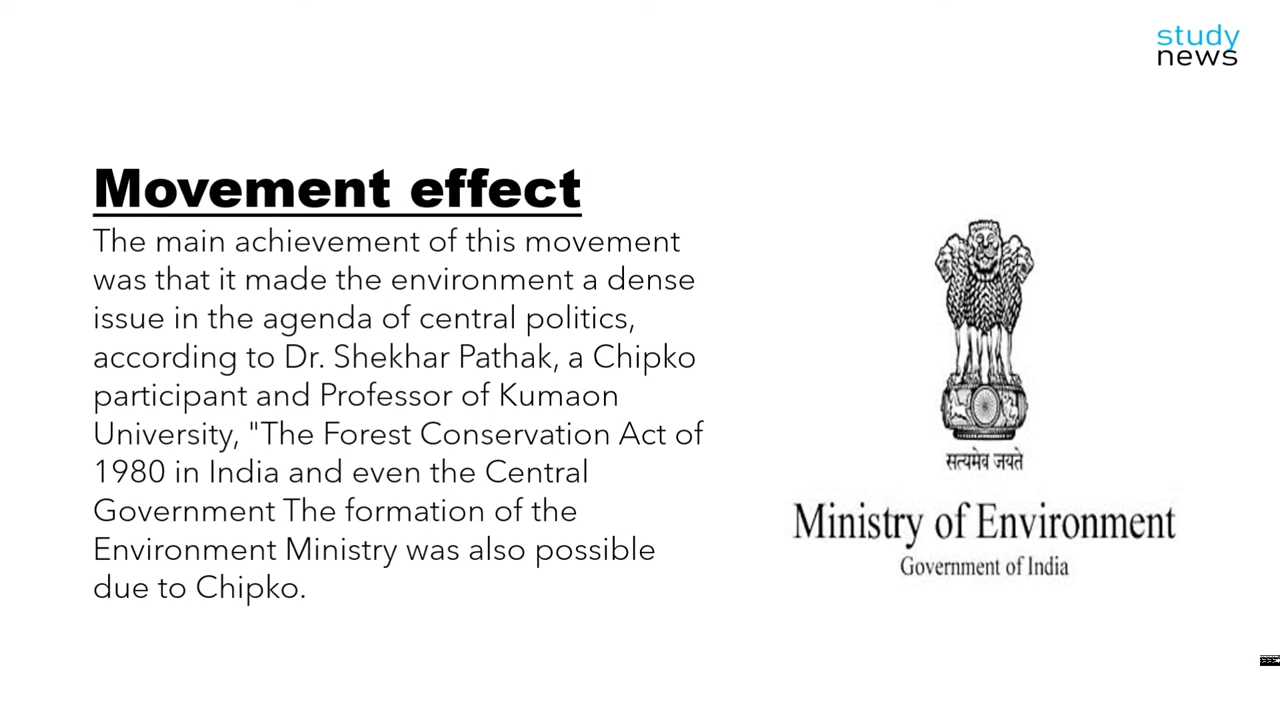 study
news
Movement effect
The main achievement of this movement
was that it made the environment a dense
issue in the agenda of central politics,
according to Dr. Shekhar Pathak, a Chipko
participant and Professor of Kumaon
University, "The Forest Conservation Act of
1980 in India and even the Central
Government The formation of the
Environment Ministry was also possible
due to Chipko.
सत्यमेव जयते
Ministry of Environment
Government of India